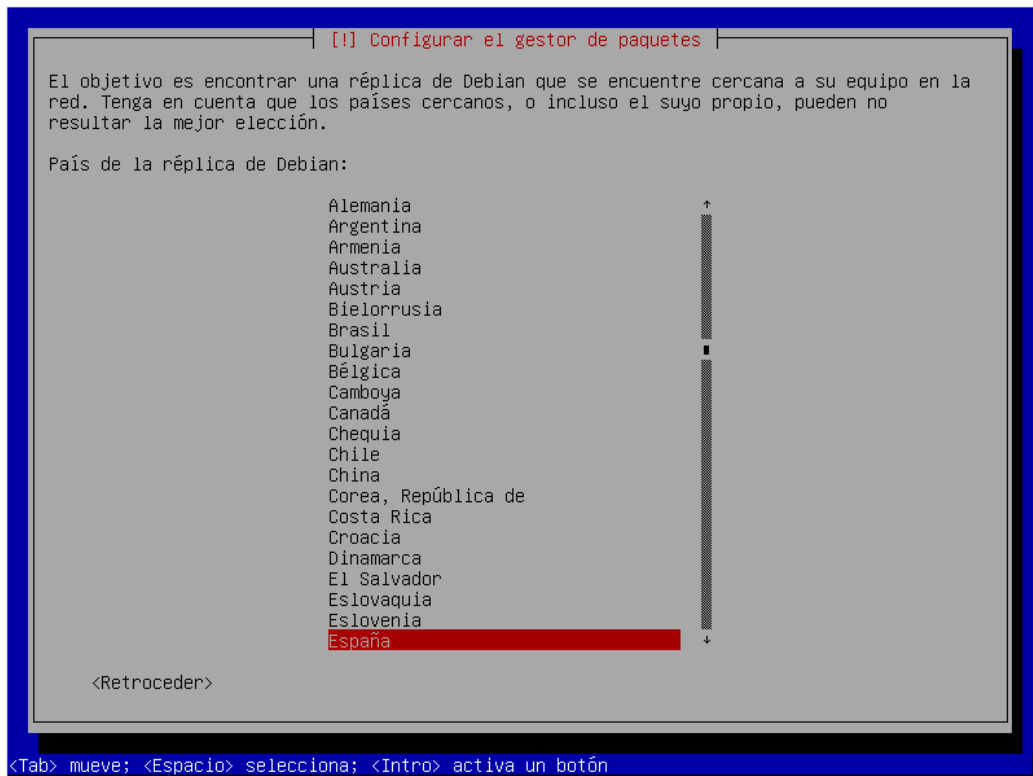 [!] Configurar el gestor de paquetes
El objetivo es encontrar una réplica de Debian que se encuentre cercana a su equipo en la
red. Tenga en cuenta que los países cercanos, o incluso el suyo propio, pueden no
resultar la mejor elección.
País de la réplica de Debian:
Alemania
Argentina
Armenia
Australia
Austria
Bielorrusia
Brasil
Bulgaria
Bélgica
Camboya
Canadá
Chequia
Chile
China
Corea, República de
Costa Rica
Croacia
Dinamarca
El Salvador
Eslovaquia
Eslovenia
España
<Retroceder>
<Tab> mueve; <Espacio> selecciona; <Intro> activa un botón